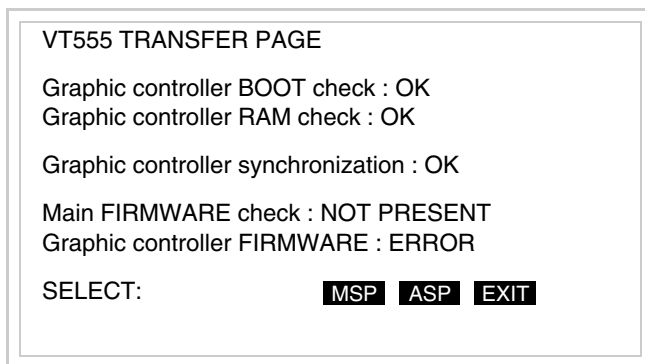 VT555 TRANSFER PAGE
Graphic controller BOOT check : OK
Graphic controller RAM check : OK
Graphic controller synchronization : OK
Main FIRMWARE check : NOT PRESENT
Graphic controller FIRMWARE : ERROR
SELECT: MSP ASP EXIT